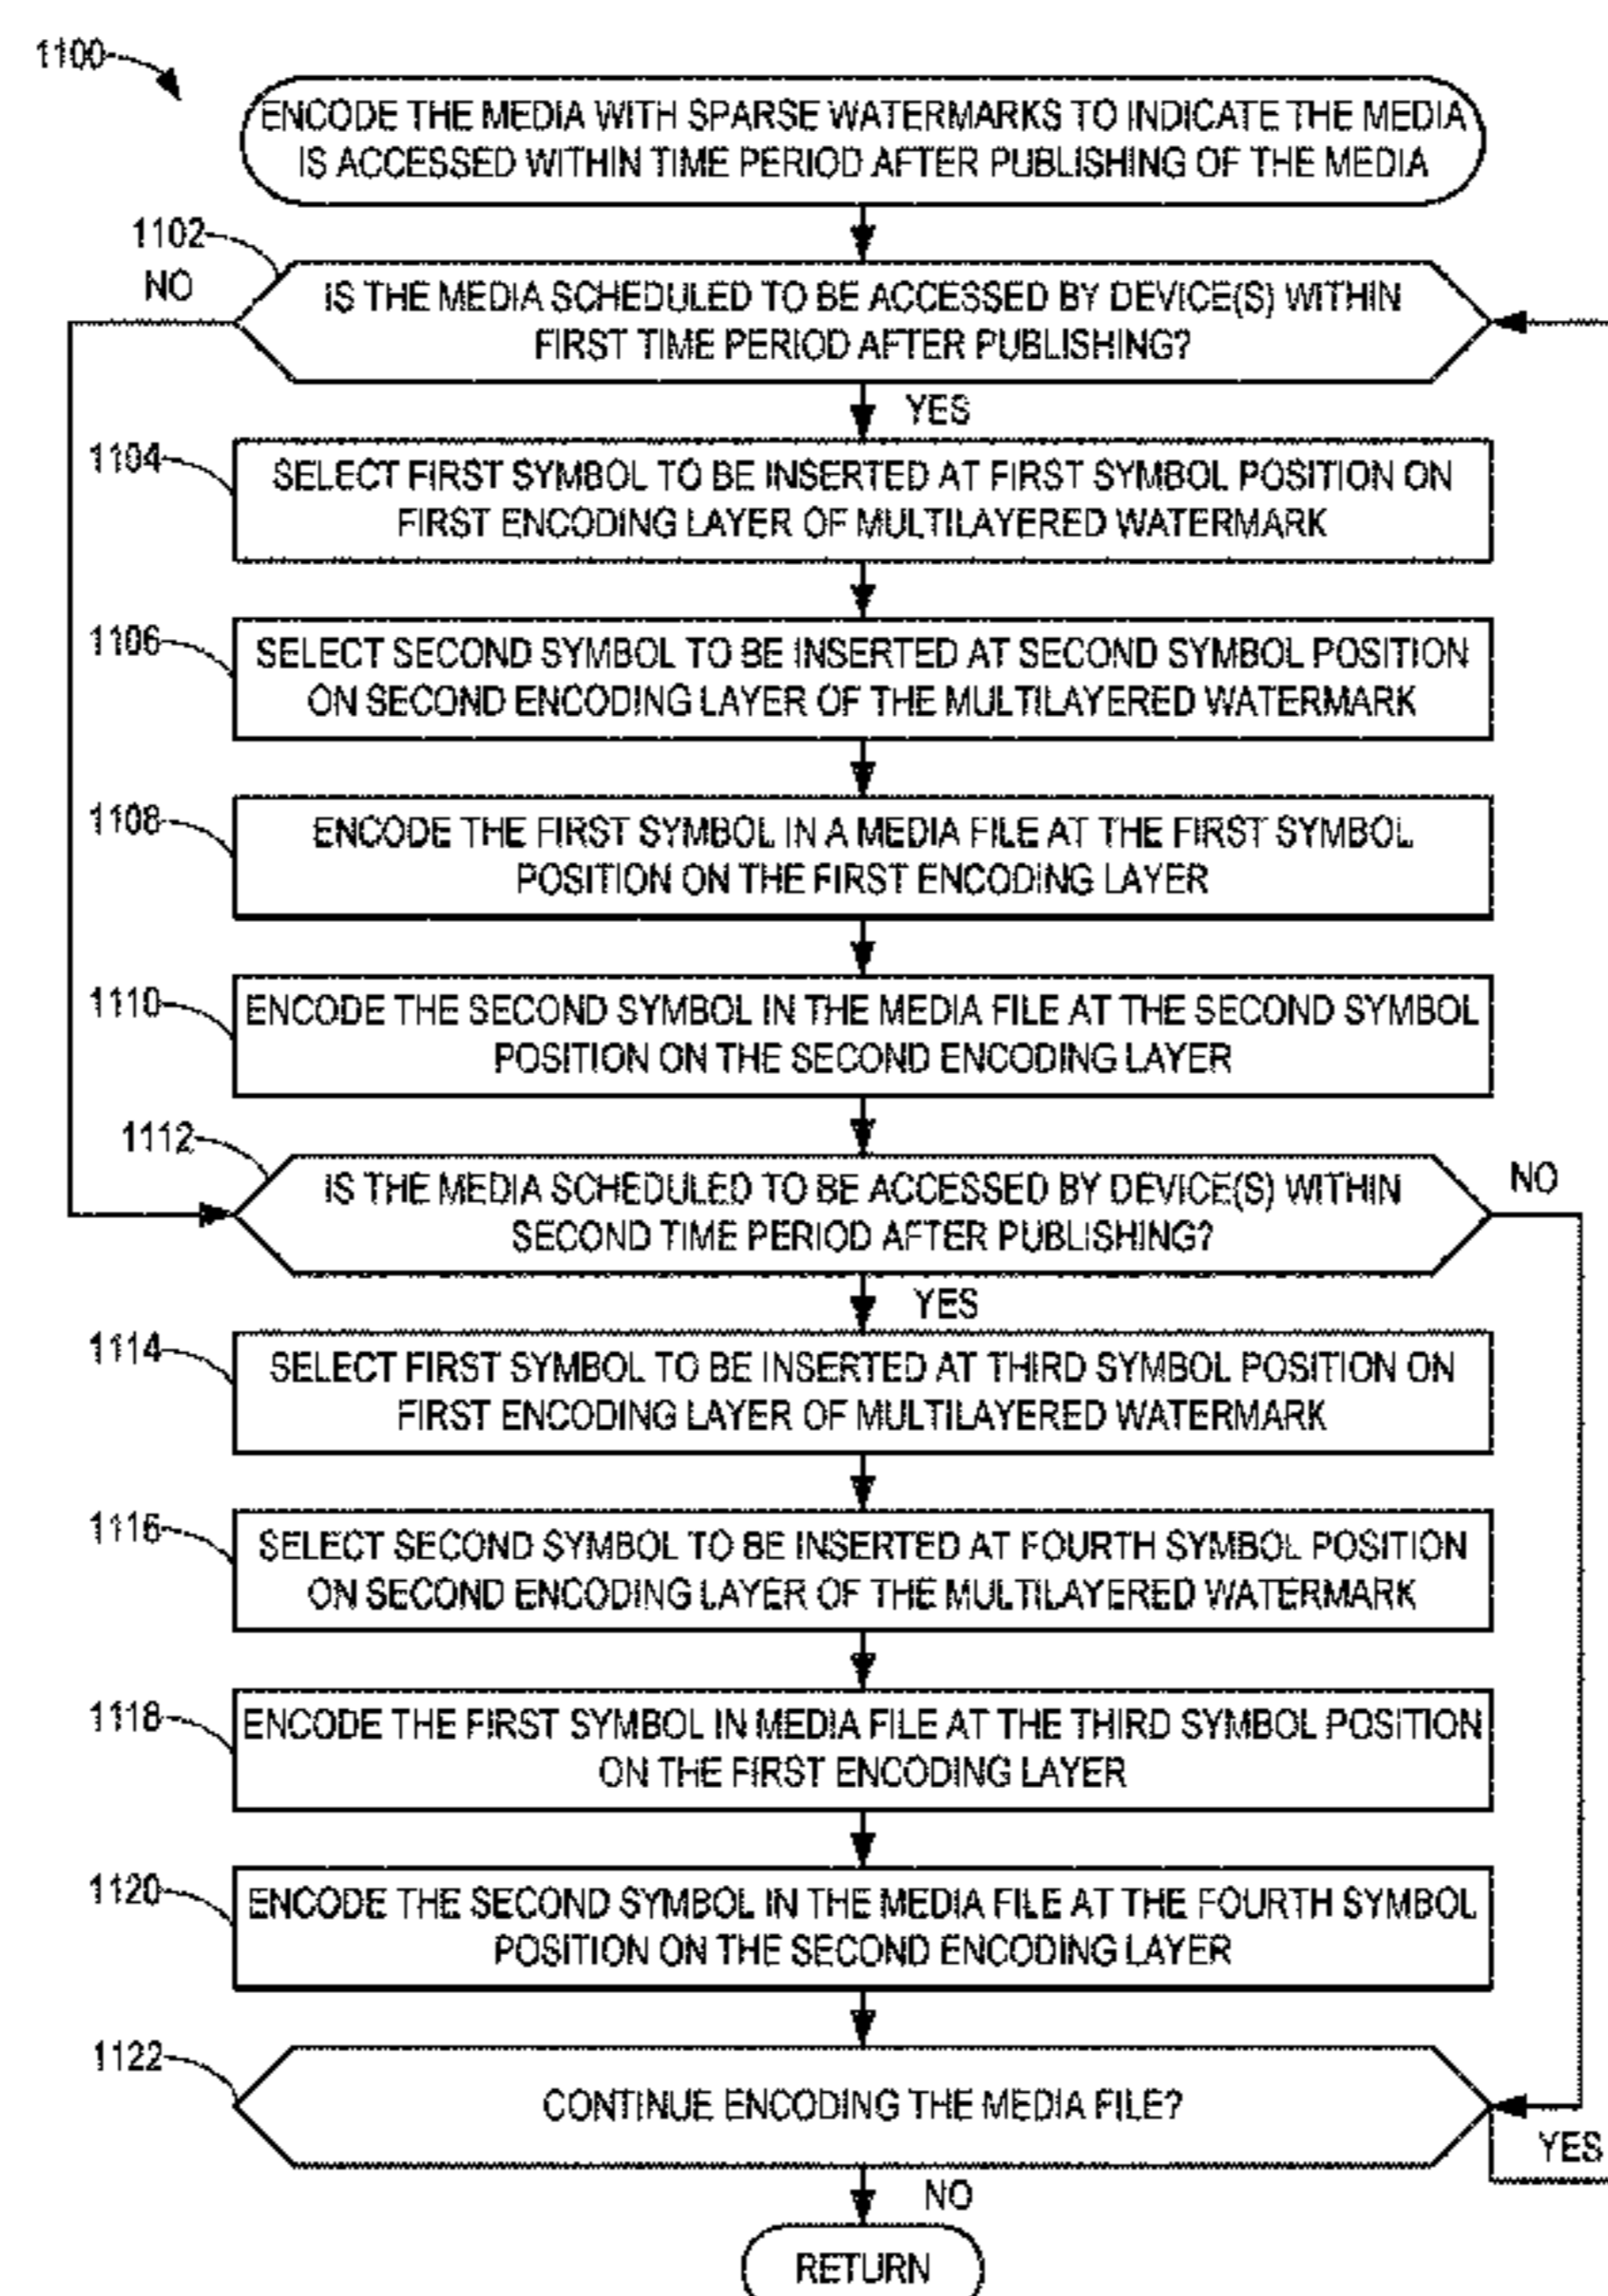 1100
ENCODE THE MEDIA WITH SPARSE WATERMARKS TO INDICATE THE MEDIA
IS ACCESSED WITHIN TIME PERIOD AFTER PUBLISHING OF THE MEDIA
1102
NO
IS THE MEDIA SCHEDULED TO BE ACCESSED BY DEVICE(S) WITHIN
FIRST TIME PERIOD AFTER PUBLISHING?
YES
1104
SELECT FIRST SYMBOL TO BE INSERTED AT FIRST SYMBOL POSITION ON
FIRST ENCODING LAYER OF MULTILAYERED WATERMARK
1106
SELECT SECOND SYMBOL TO BE INSERTED AT SECOND SYMBOL POSITION
ON SECOND ENCODING LAYER OF THE MULTILAYERED WATERMARK
1108
ENCODE THE FIRST SYMBOL IN A MEDIA FILE AT THE FIRST SYMBOL
POSITION ON THE FIRST ENCODING LAYER
1110
ENCODE THE SECOND SYMBOL IN THE MEDIA FILE AT THE SECOND SYMBOL
POSITION ON THE SECOND ENCODING LAYER
1112
IS THE MEDIA SCHEDULED TO BE ACCESSED BY DEVICE(S) WITHIN
SECOND TIME PERIOD AFTER PUBLISHING?
NO
YES
1114
SELECT FIRST SYMBOL TO BE INSERTED AT THIRD SYMBOL POSITION ON
FIRST ENCODING LAYER OF MULTILAYERED WATERMARK
1116
SELECT SECOND SYMBOL TO BE INSERTED AT FOURTH SYMBOL POSITION
ON SECOND ENCODING LAYER OF THE MULTILAYERED WATERMARK
1118
ENCODE THE FIRST SYMBOL IN MEDIA FILE AT THE THIRD SYMBOL POSITION
ON THE FIRST ENCODING LAYER
1120
ENCODE THE SECOND SYMBOL IN THE MEDIA FILE AT THE FOURTH SYMBOL
POSITION ON THE SECOND ENCODING LAYER
1122
CONTINUE ENCODING THE MEDIA FILE?
YES
NO
RETURN